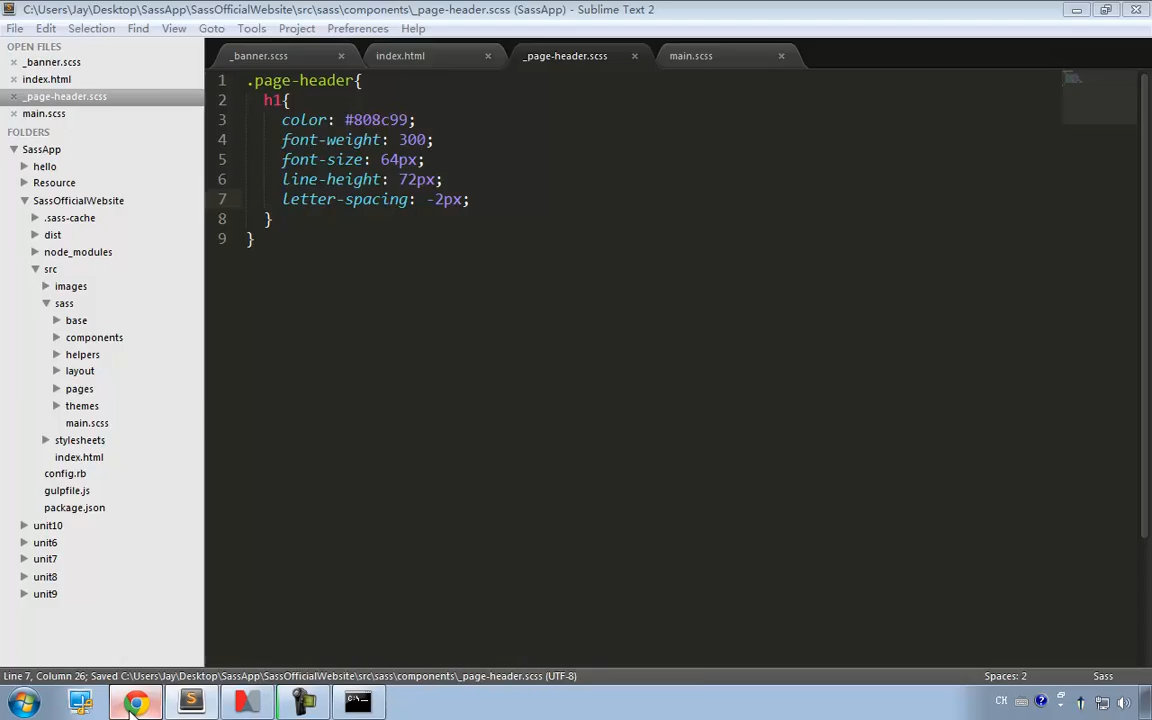 C:\Users\Jay\Desktop\SassApp\SassOfficialWebsite\src\sass\components\_page-header.scss (SassApp) - Sublime Text 2
File Edit Selection Find View Goto Tools Project Preferences Help
OPEN FILES
_banner.scss
index.html
_page-header.scss
main.scss
FOLDERS
SassApp
hello
Resource
SassOfficialWebsite
.sass-cache
dist
node_modules
src
images
sass
base
components
helpers
layout
pages
themes
main.scss
stylesheets
index.html
config.rb
gulpfile.js
package.json
unit10
unit6
unit7
unit8
unit9
_banner.scss index.html _page-header.scss main.scss
1 .page-header{
2 h1{
3 color: #808c99;
4 font-weight: 300;
5 font-size: 64px;
6 line-height: 72px;
7 letter-spacing: -2px;
8 }
9 }
Line 7, Column 26; Saved C:\Users\Jay\Desktop\SassApp\SassOfficialWebsite\src\sass\components\_page-header.scss (UTF-8) Spaces: 2 Sass
CH